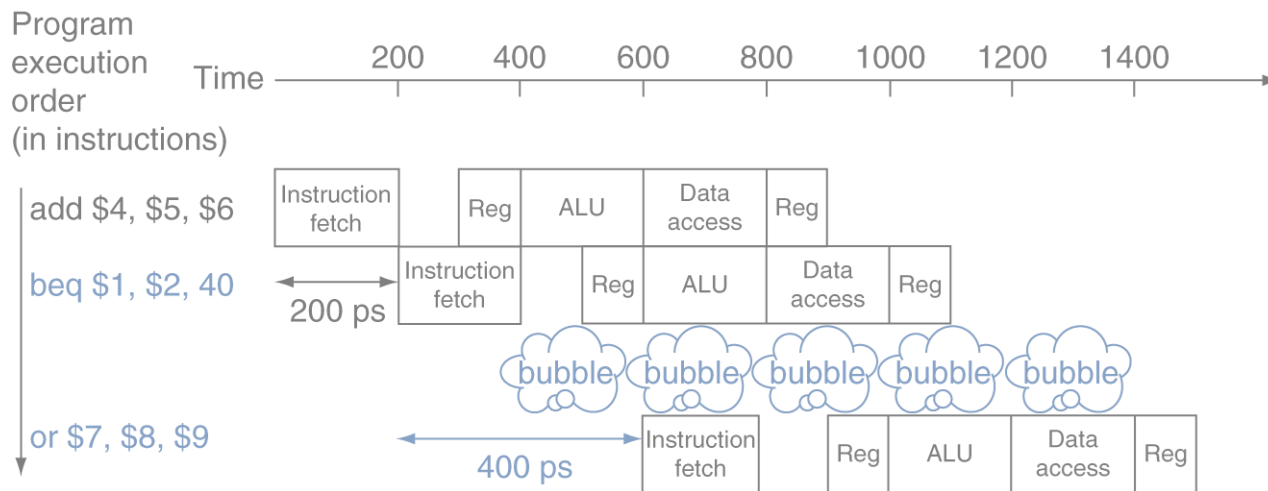 Program
execution
order
(in instructions)
Time
200 400 600 800 1000 1200 1400
add $4, $5, $6
Instruction
fetch
Reg
ALU
Data
access
Reg
beq $1, $2, 40
200 ps
Instruction
fetch
Reg
ALU
Data
access
Reg
bubble bubble bubble bubble bubble
or $7, $8, $9
400 ps
Instruction
fetch
Reg
ALU
Data
access
Reg